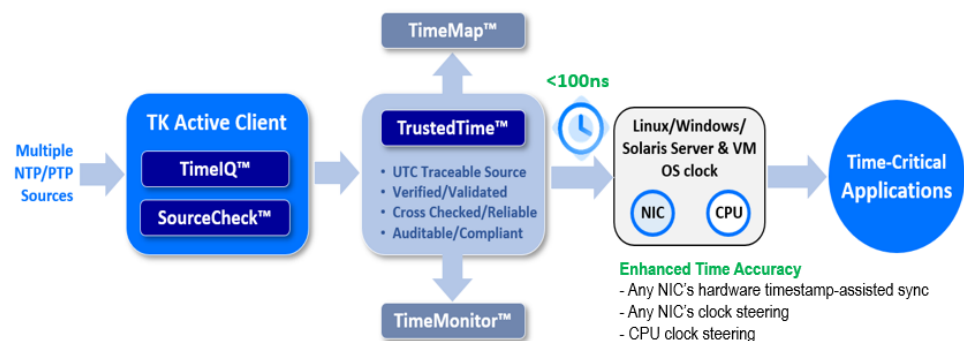 TimeMap™
<100ns
TK Active Client
TimeIQ™
SourceCheck™
Multiple
NTP/PTP
Sources
TrustedTime™
• UTC Traceable Source
• Verified/Validated
• Cross Checked/Reliable
• Auditable/Compliant
Linux/Windows/
Solaris Server & VM
OS clock
NIC
CPU
Time-Critical
Applications
TimeMonitor™
Enhanced Time Accuracy
- Any NIC's hardware timestamp-assisted sync
- Any NIC's clock steering
- CPU clock steering